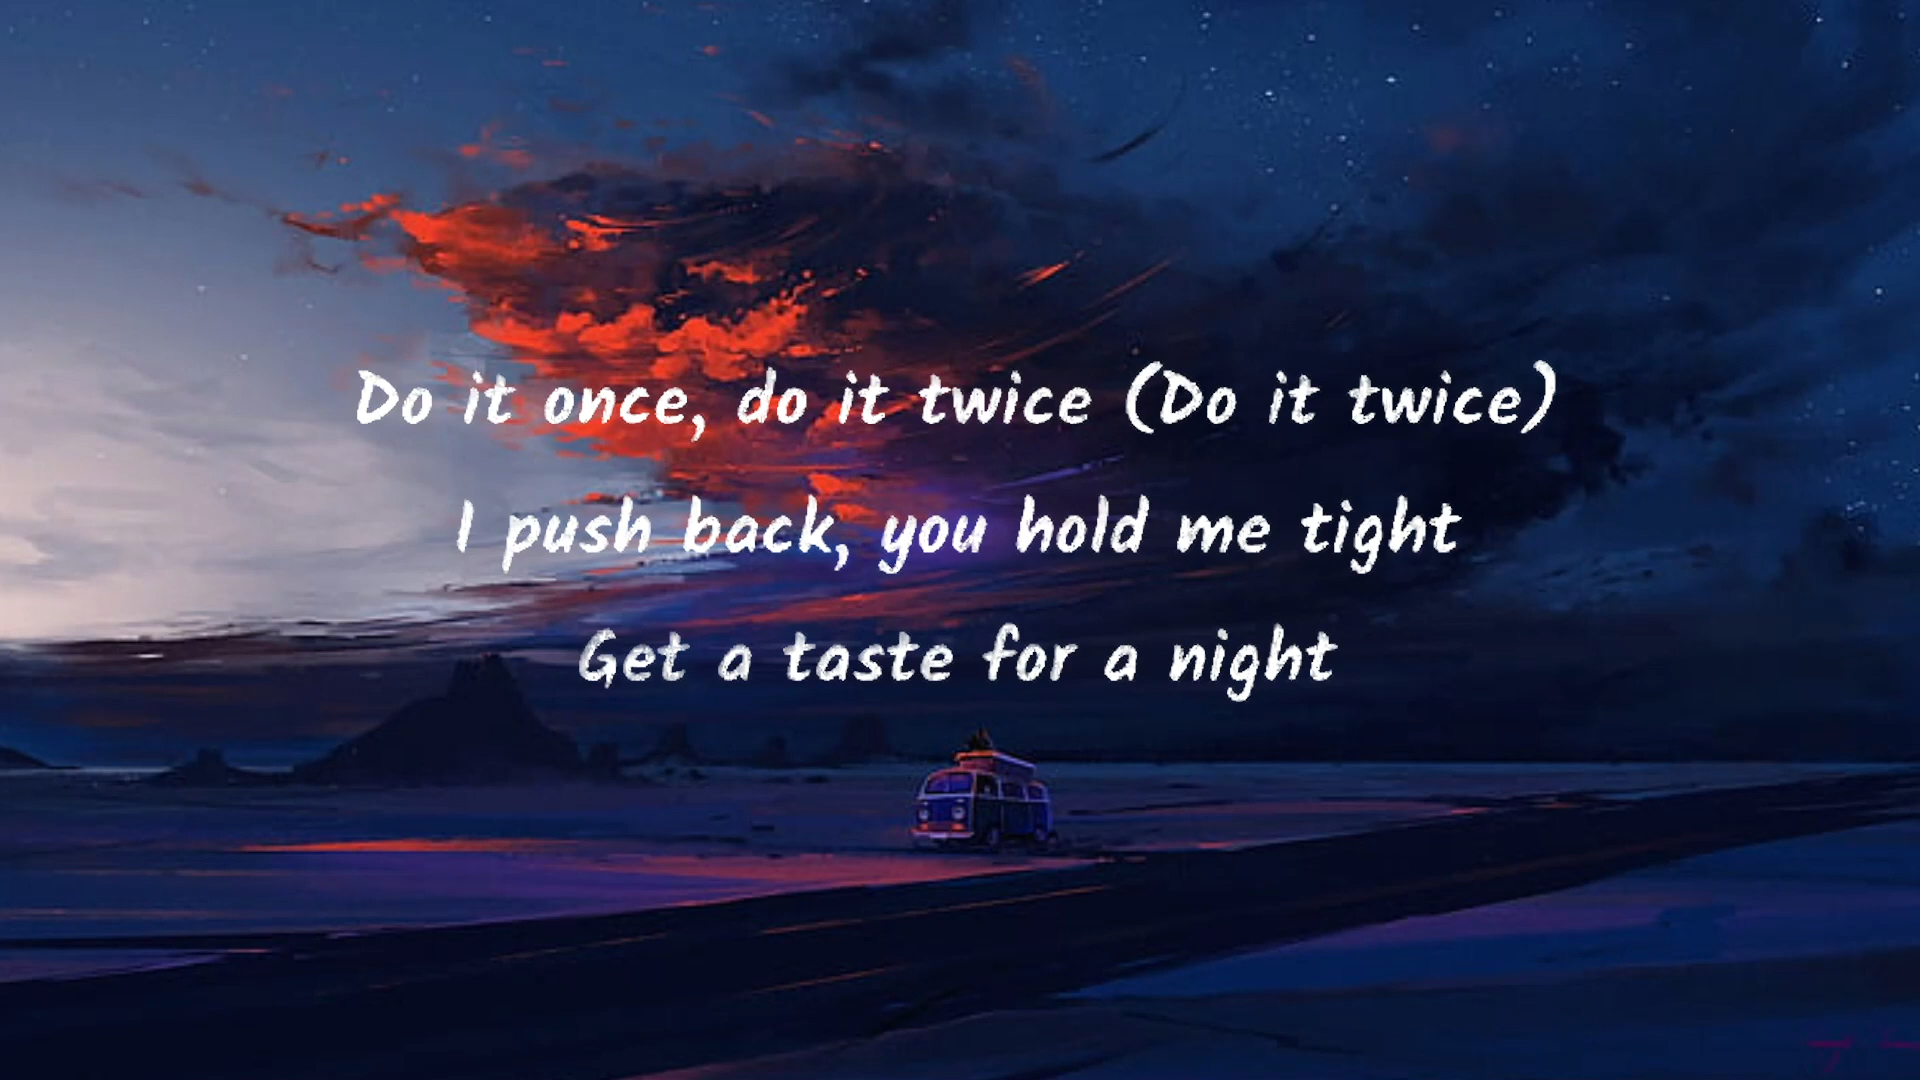 Do it once, do it twice (Do it twice)
I push back, you hold me tight
Get a taste for a night